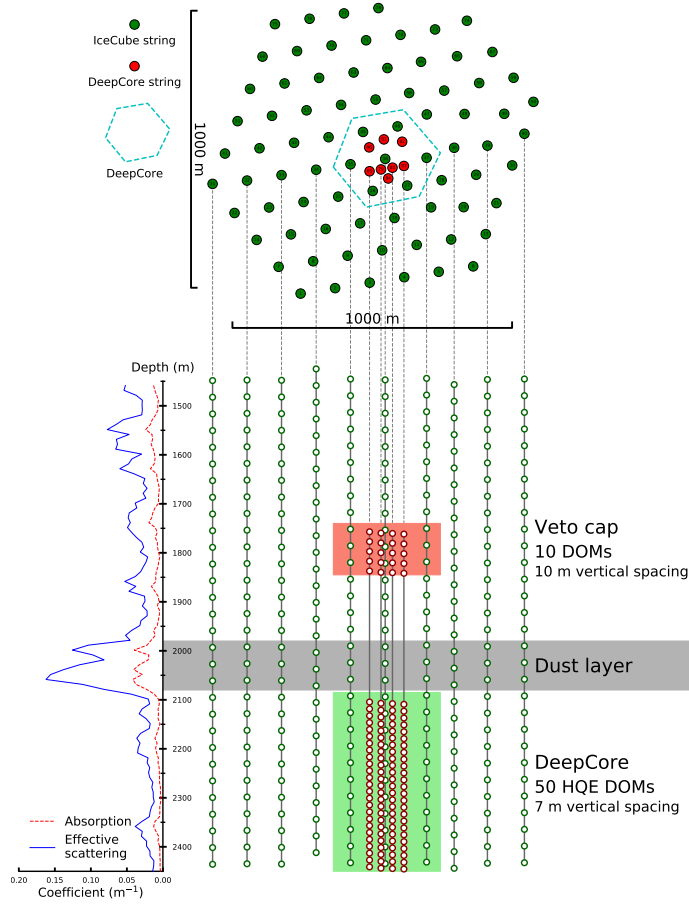 IceCube string
DeepCore string
DeepCore
1000 m
1000 m
Depth (m)
1500
1600
1700
1800
1900
2000
2100
2200
2300
2400
Veto cap
10 DOMs
10 m vertical spacing
Dust layer
DeepCore
50 HQE DOMs
7 m vertical spacing
Absorption
Effective
scattering
0.20 0.15 0.10 0.05 0.00
Coefficient (m⁻¹)